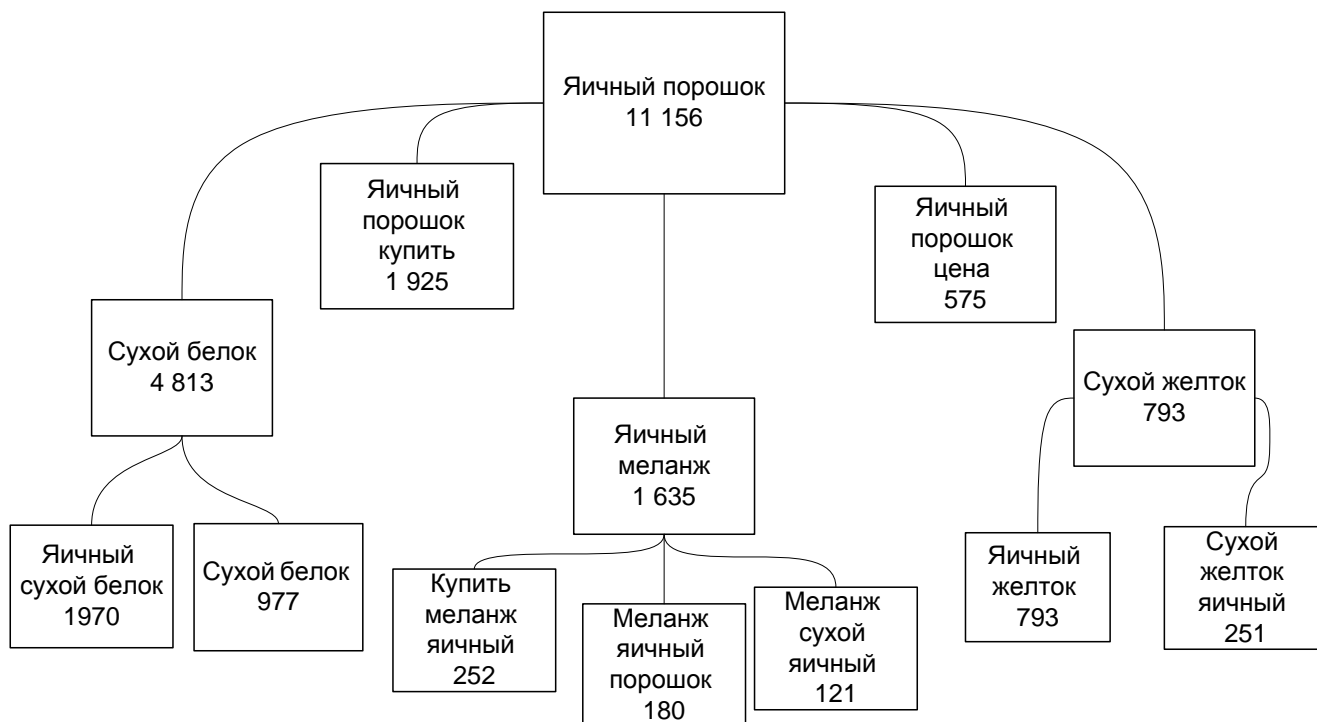 Яичный порошок
11 156
Яичный
порошок
купить
1 925
Яичный
порошок
цена
575
Сухой белок
4 813
Сухой желток
793
Яичный
меланж
1 635
Яичный
сухой белок
1970
Сухой белок
977
Купить
меланж
яичный
252
Меланж
яичный
порошок
180
Меланж
сухой
яичный
121
Яичный
желток
793
Сухой
желток
яичный
251